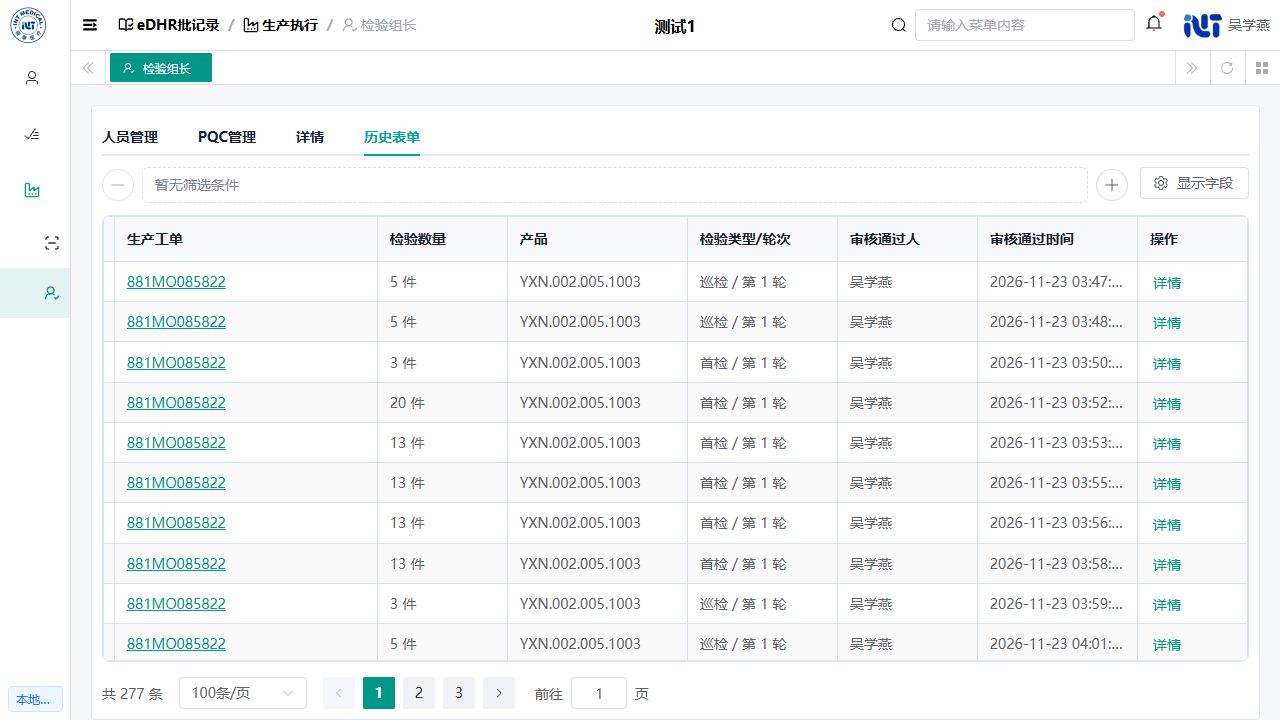 eDHR批记录 / 生产执行 / 检验组长
测试1
请输入菜单内容
吴学燕
检验组长
人员管理 PQC管理 详情 历史表单
暂无筛选条件
显示字段
生产工单 检验数量 产品 检验类型/轮次 审核通过人 审核通过时间 操作
881MO085822 5 件 YXN.002.005.1003 巡检 / 第 1 轮 吴学燕 2026-11-23 03:47:... 详情
881MO085822 5 件 YXN.002.005.1003 巡检 / 第 1 轮 吴学燕 2026-11-23 03:48:... 详情
881MO085822 3 件 YXN.002.005.1003 首检 / 第 1 轮 吴学燕 2026-11-23 03:50:... 详情
881MO085822 20 件 YXN.002.005.1003 首检 / 第 1 轮 吴学燕 2026-11-23 03:52:... 详情
881MO085822 13 件 YXN.002.005.1003 首检 / 第 1 轮 吴学燕 2026-11-23 03:53:... 详情
881MO085822 13 件 YXN.002.005.1003 首检 / 第 1 轮 吴学燕 2026-11-23 03:55:... 详情
881MO085822 13 件 YXN.002.005.1003 首检 / 第 1 轮 吴学燕 2026-11-23 03:56:... 详情
881MO085822 13 件 YXN.002.005.1003 首检 / 第 1 轮 吴学燕 2026-11-23 03:58:... 详情
881MO085822 3 件 YXN.002.005.1003 巡检 / 第 1 轮 吴学燕 2026-11-23 03:59:... 详情
881MO085822 5 件 YXN.002.005.1003 巡检 / 第 1 轮 吴学燕 2026-11-23 04:01:... 详情
共 277 条 100条/页 1 2 3 前往 1 页
本地...